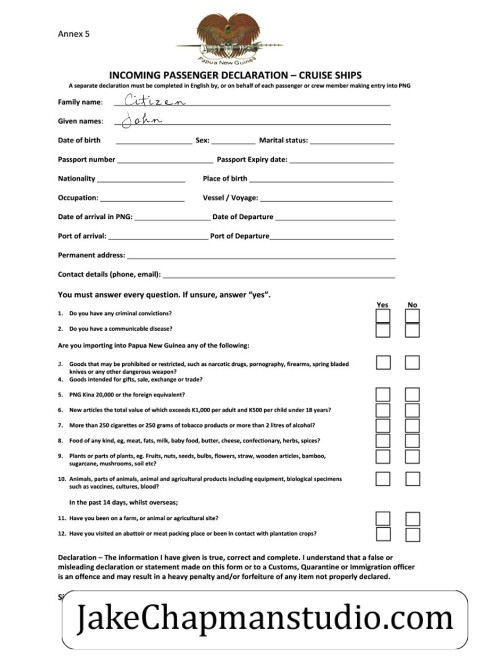 Annex 5
Papua New Guinea
INCOMING PASSENGER DECLARATION – CRUISE SHIPS
A separate declaration must be completed in English by, or on behalf of each passenger or crew member making entry into PNG
Family name: Citizen
Given names: John
Date of birth Sex: Marital status:
Passport number Passport Expiry date:
Nationality Place of birth
Occupation: Vessel / Voyage:
Date of arrival in PNG: Date of Departure
Port of arrival: Port of Departure
Permanent address:
Contact details (phone, email):
You must answer every question. If unsure, answer "yes".
Yes No
1. Do you have any criminal convictions?
2. Do you have a communicable disease?
Are you importing into Papua New Guinea any of the following:
3. Goods that may be prohibited or restricted, such as narcotic drugs, pornography, firearms, spring bladed
knives or any other dangerous weapon?
4. Goods intended for gifts, sale, exchange or trade?
5. PNG Kina 20,000 or the foreign equivalent?
6. New articles the total value of which exceeds K1,000 per adult and K500 per child under 18 years?
7. More than 250 cigarettes or 250 grams of tobacco products or more than 2 litres of alcohol?
8. Food of any kind, eg, meat, fats, milk, baby food, butter, cheese, confectionary, herbs, spices?
9. Plants or parts of plants, eg. Fruits, nuts, seeds, bulbs, flowers, straw, wooden articles, bamboo,
sugarcane, mushrooms, soil etc?
10. Animals, parts of animals, animal and agricultural products including equipment, biological specimens
such as vaccines, cultures, blood?
In the past 14 days, whilst overseas;
11. Have you been on a farm, or animal or agricultural site?
12. Have you visited an abattoir or meat packing place or been in contact with plantation crops?
Declaration – The information I have given is true, correct and complete. I understand that a false or
misleading declaration or statement made on this form or to a Customs, Quarantine or Immigration officer
is an offence and may result in a heavy penalty and/or forfeiture of any item not properly declared.
JakeChapmanstudio.com